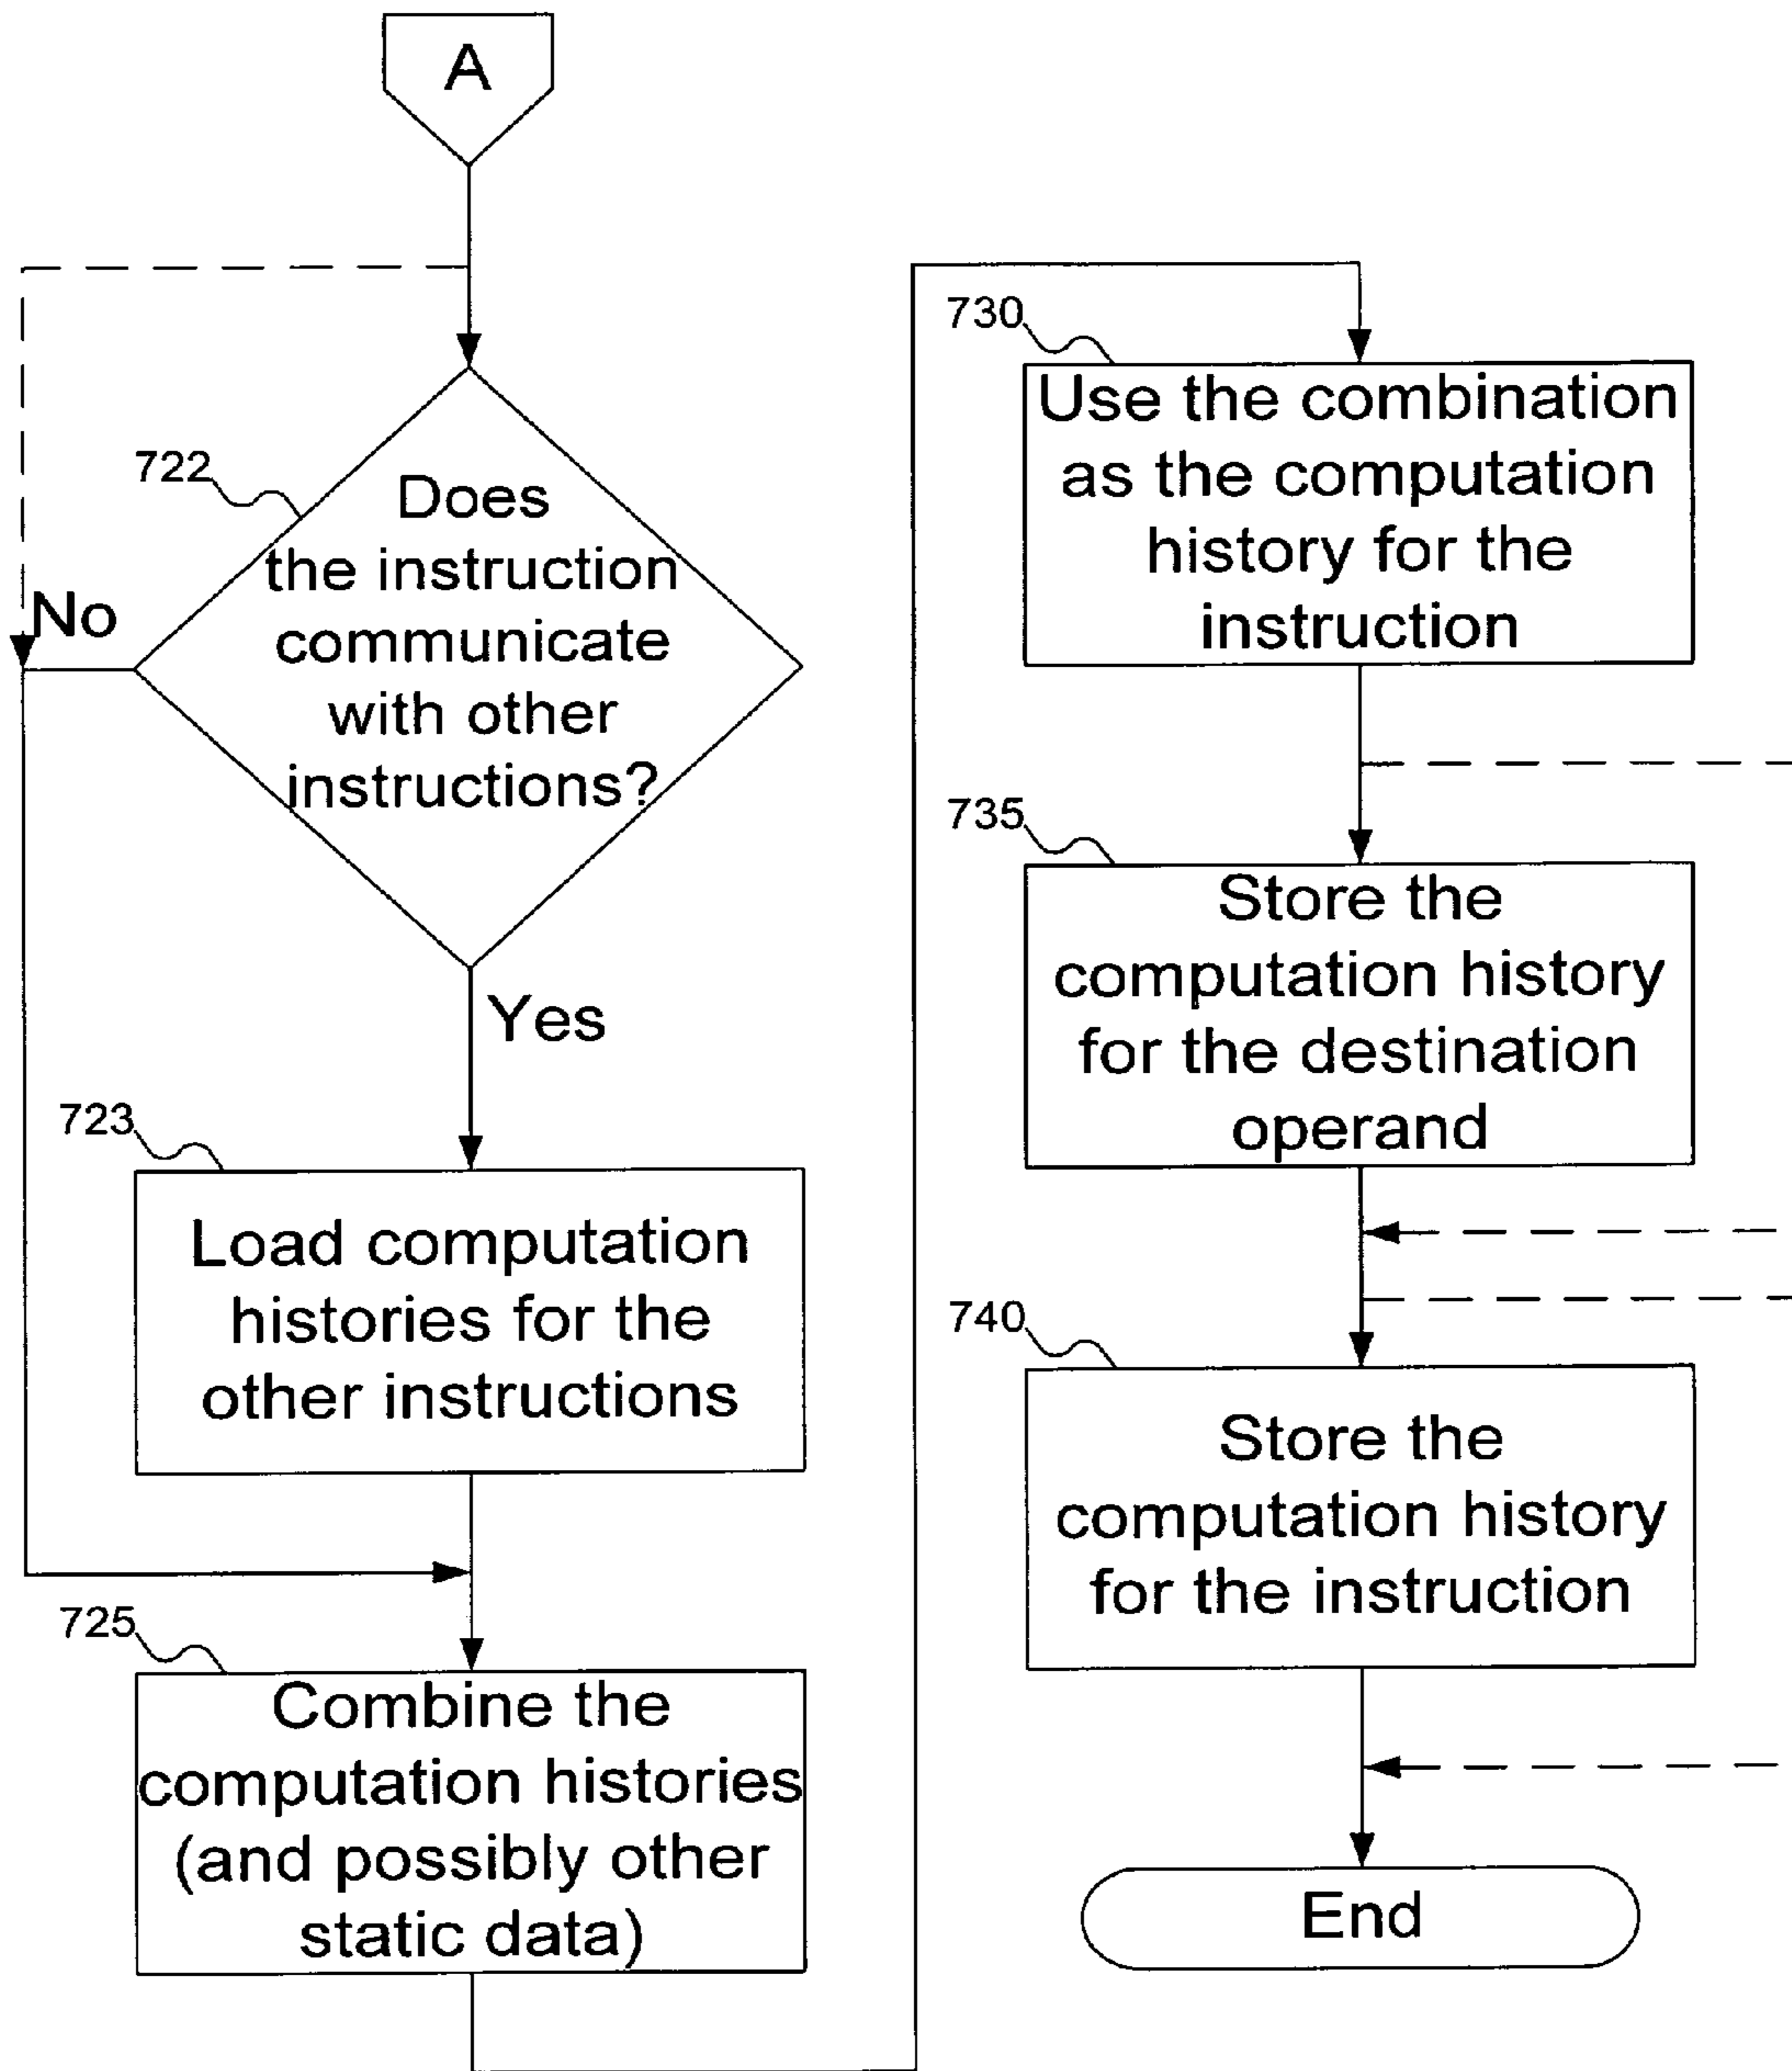 A
722
Does
the instruction
communicate
with other
instructions?
No
Yes
723
Load computation
histories for the
other instructions
725
Combine the
computation histories
(and possibly other
static data)
730
Use the combination
as the computation
history for the
instruction
735
Store the
computation history
for the destination
operand
740
Store the
computation history
for the instruction
End